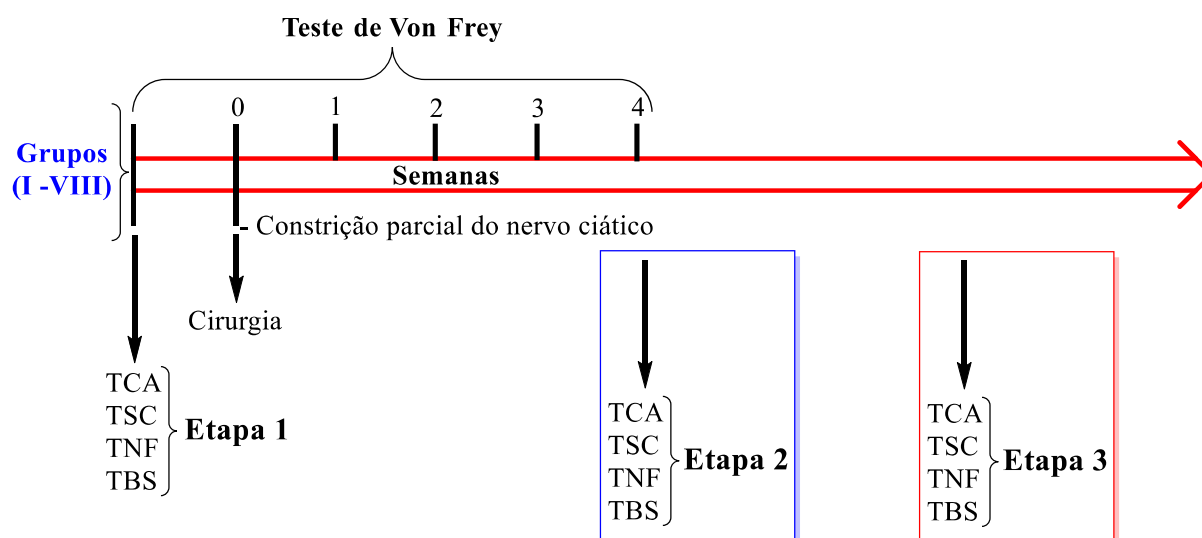 Teste de Von Frey
0 1 2 3 4
Grupos
(I -VIII)
Semanas
- Constrição parcial do nervo ciático
Cirurgia
TCA
TSC
TNF
TBS
Etapa 1
TCA
TSC
TNF
TBS
Etapa 2
TCA
TSC
TNF
TBS
Etapa 3